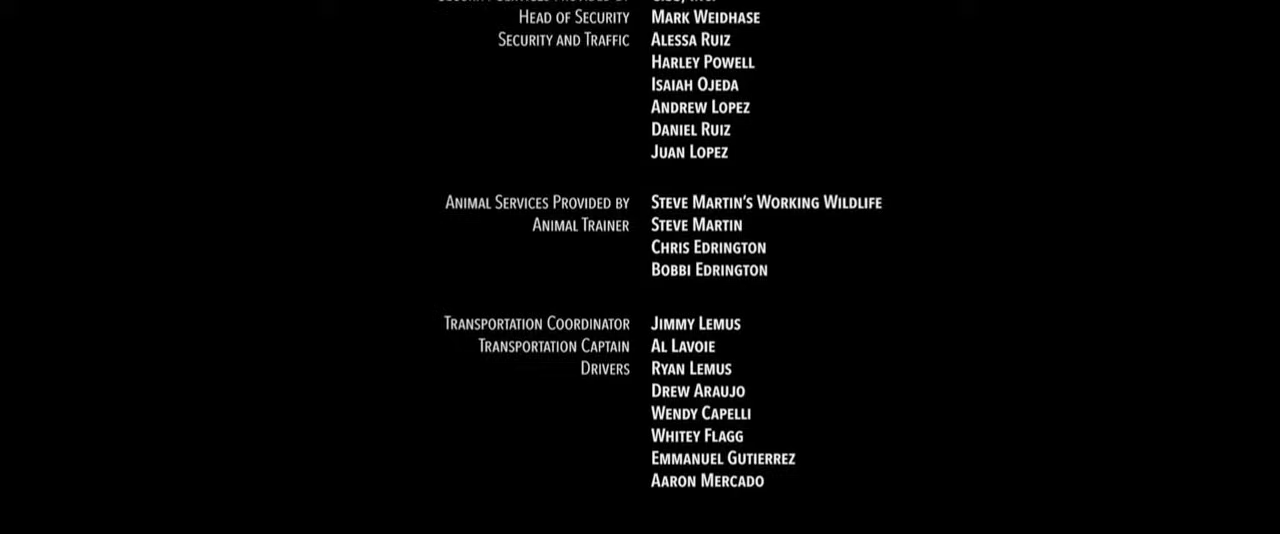 HEAD OF SECURITY MARK WEIDHASE
SECURITY AND TRAFFIC ALESSA RUIZ
HARLEY POWELL
ISAIAH OJEDA
ANDREW LOPEZ
DANIEL RUIZ
JUAN LOPEZ
ANIMAL SERVICES PROVIDED BY STEVE MARTIN'S WORKING WILDLIFE
ANIMAL TRAINER STEVE MARTIN
CHRIS EDRINGTON
BOBBI EDRINGTON
TRANSPORTATION COORDINATOR JIMMY LEMUS
TRANSPORTATION CAPTAIN AL LAVOIE
DRIVERS RYAN LEMUS
DREW ARAUJO
WENDY CAPELLI
WHITEY FLAGG
EMMANUEL GUTIERREZ
AARON MERCADO